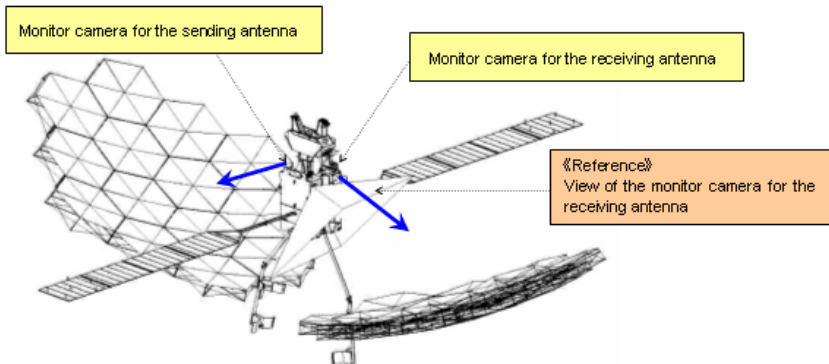 Monitor camera for the sending antenna
Monitor camera for the receiving antenna
《Reference》
View of the monitor camera for the
receiving antenna